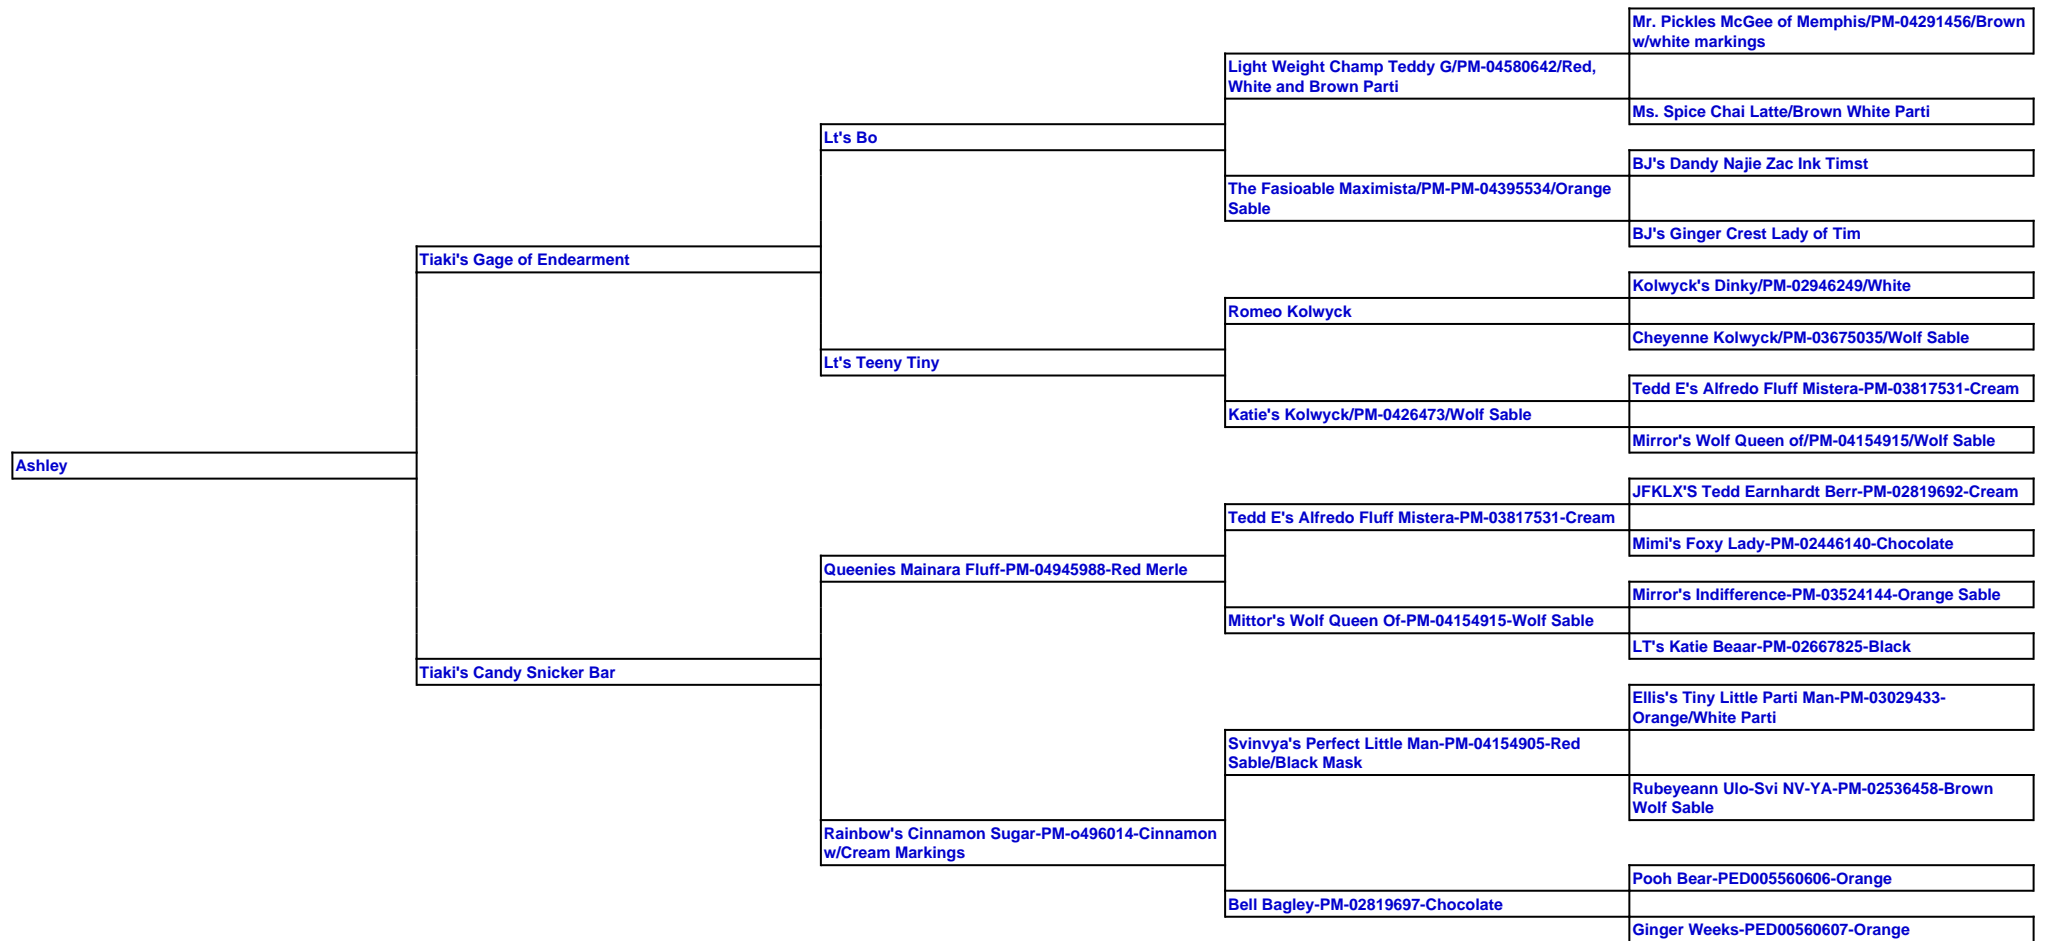 Mr. Pickles McGee of Memphis/PM-04291456/Brown
w/white markings
Light Weight Champ Teddy G/PM-04580642/Red,
White and Brown Parti
Ms. Spice Chai Latte/Brown White Parti
Lt's Bo
BJ's Dandy Najie Zac Ink Timst
The Fasioable Maximista/PM-PM-04395534/Orange
Sable
BJ's Ginger Crest Lady of Tim
Tiaki's Gage of Endearment
Kolwyck's Dinky/PM-02946249/White
Romeo Kolwyck
Cheyenne Kolwyck/PM-03675035/Wolf Sable
Lt's Teeny Tiny
Tedd E's Alfredo Fluff Mistera-PM-03817531-Cream
Katie's Kolwyck/PM-0426473/Wolf Sable
Mirror's Wolf Queen of/PM-04154915/Wolf Sable
Ashley
JFKLX'S Tedd Earnhardt Berr-PM-02819692-Cream
Tedd E's Alfredo Fluff Mistera-PM-03817531-Cream
Mimi's Foxy Lady-PM-02446140-Chocolate
Queenies Mainara Fluff-PM-04945988-Red Merle
Mirror's Indifference-PM-03524144-Orange Sable
Mittor's Wolf Queen Of-PM-04154915-Wolf Sable
LT's Katie Beaar-PM-02667825-Black
Tiaki's Candy Snicker Bar
Ellis's Tiny Little Parti Man-PM-03029433-
Orange/White Parti
Svinvya's Perfect Little Man-PM-04154905-Red
Sable/Black Mask
Rubeyeann Ulo-Svi NV-YA-PM-02536458-Brown
Wolf Sable
Rainbow's Cinnamon Sugar-PM-o496014-Cinnamon
w/Cream Markings
Pooh Bear-PED005560606-Orange
Bell Bagley-PM-02819697-Chocolate
Ginger Weeks-PED00560607-Orange